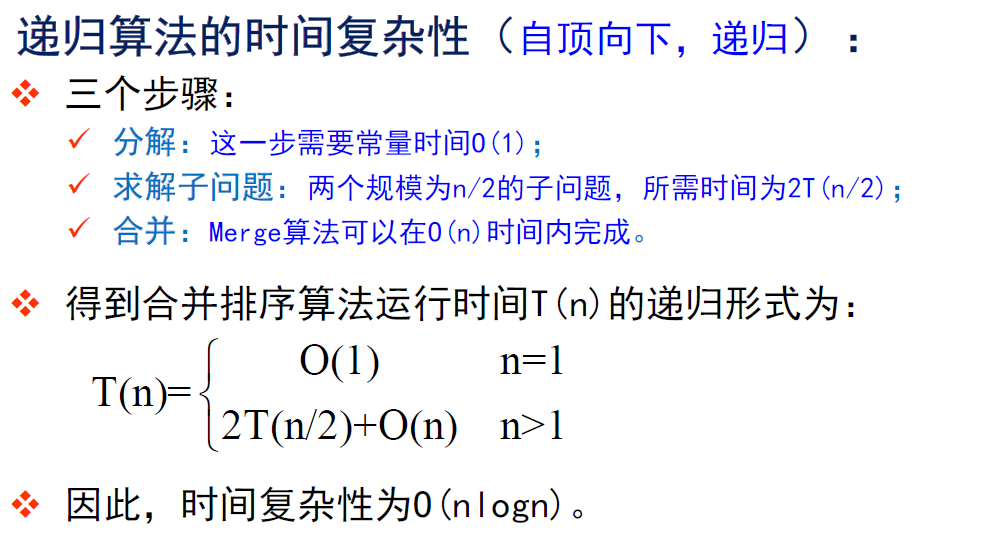 递归算法的时间复杂性（自顶向下，递归）：
三个步骤：
分解：这一步需要常量时间O(1)；
求解子问题：两个规模为n/2的子问题，所需时间为2T(n/2)；
合并：Merge算法可以在O(n)时间内完成。
得到合并排序算法运行时间T(n)的递归形式为：
O(1) n=1
T(n)=
2T(n/2)+O(n) n>1
因此，时间复杂性为O(nlogn)。